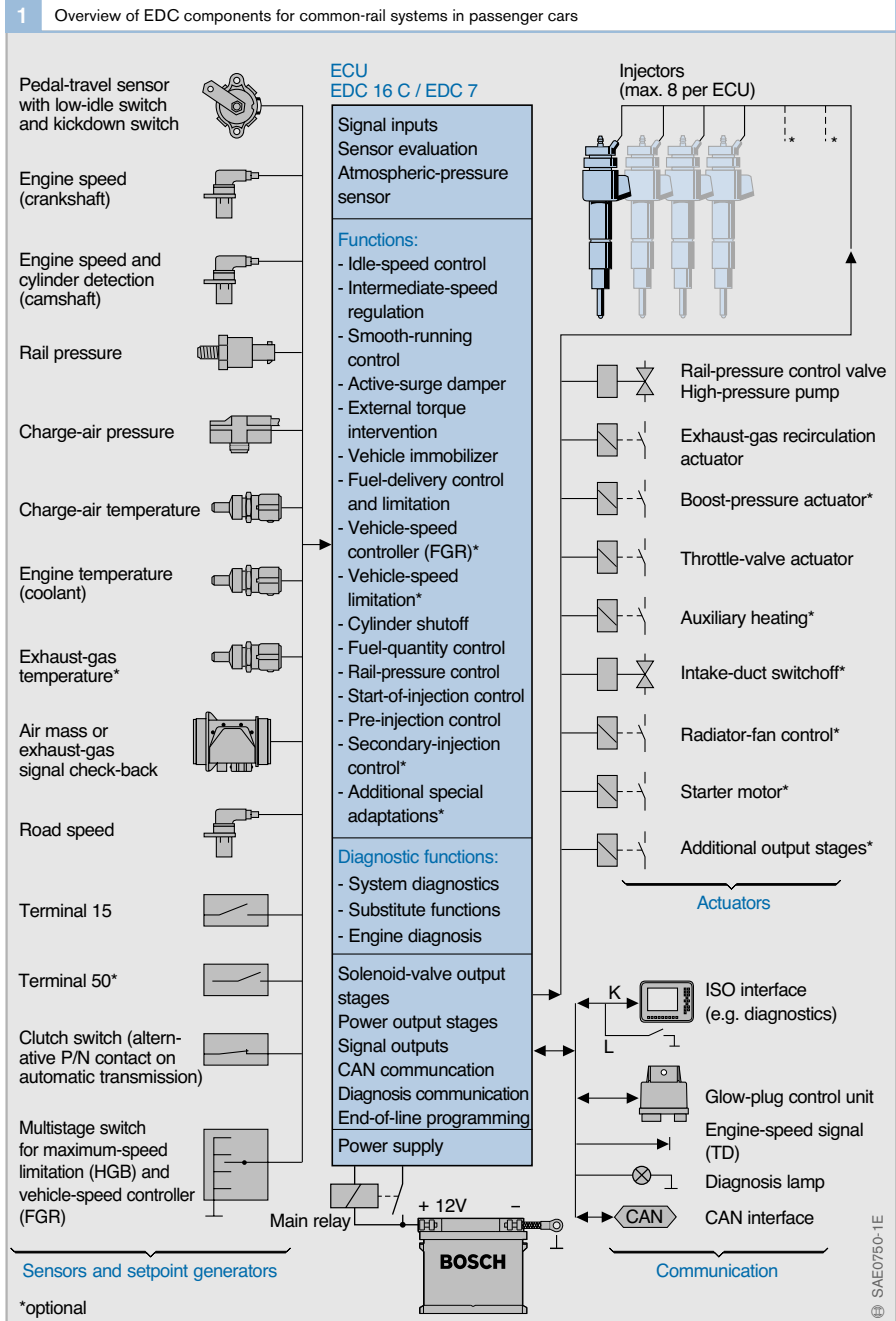 1 Overview of EDC components for common-rail systems in passenger cars
Pedal-travel sensor
with low-idle switch
and kickdown switch
Engine speed
(crankshaft)
Engine speed and
cylinder detection
(camshaft)
Rail pressure
Charge-air pressure
Charge-air temperature
Engine temperature
(coolant)
Exhaust-gas
temperature*
Air mass or
exhaust-gas
signal check-back
Road speed
Terminal 15
Terminal 50*
Clutch switch (altern-
ative P/N contact on
automatic transmission)
Multistage switch
for maximum-speed
limitation (HGB) and
vehicle-speed controller
(FGR)
Sensors and setpoint generators
*optional
ECU
EDC 16 C / EDC 7
Signal inputs
Sensor evaluation
Atmospheric-pressure
sensor
Functions:
- Idle-speed control
- Intermediate-speed
regulation
- Smooth-running
control
- Active-surge damper
- External torque
intervention
- Vehicle immobilizer
- Fuel-delivery control
and limitation
- Vehicle-speed
controller (FGR)*
- Vehicle-speed
limitation*
- Cylinder shutoff
- Fuel-quantity control
- Rail-pressure control
- Start-of-injection control
- Pre-injection control
- Secondary-injection
control*
- Additional special
adaptations*
Diagnostic functions:
- System diagnostics
- Substitute functions
- Engine diagnosis
Solenoid-valve output
stages
Power output stages
Signal outputs
CAN communcation
Diagnosis communication
End-of-line programming
Power supply
Main relay
+ 12V –
BOSCH
Injectors
(max. 8 per ECU)
* *
Rail-pressure control valve
High-pressure pump
Exhaust-gas recirculation
actuator
Boost-pressure actuator*
Throttle-valve actuator
Auxiliary heating*
Intake-duct switchoff*
Radiator-fan control*
Starter motor*
Additional output stages*
Actuators
K
L
ISO interface
(e.g. diagnostics)
Glow-plug control unit
Engine-speed signal
(TD)
Diagnosis lamp
CAN
CAN interface
Communication
SAE0750-1E